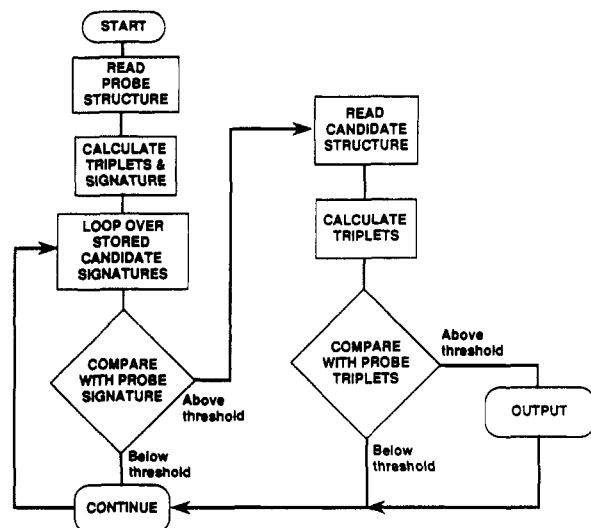 START
READ
PROBE
STRUCTURE
CALCULATE
TRIPLETS &
SIGNATURE
LOOP OVER
STORED
CANDIDATE
SIGNATURES
COMPARE
WITH PROBE
SIGNATURE
Above
threshold
Below
threshold
CONTINUE
READ
CANDIDATE
STRUCTURE
CALCULATE
TRIPLETS
COMPARE
WITH PROBE
TRIPLETS
Above
threshold
Below
threshold
OUTPUT